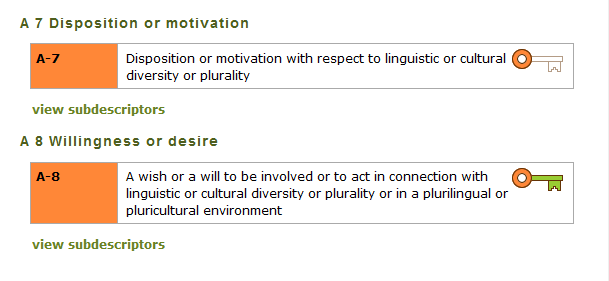 A 7 Disposition or motivation
A-7
Disposition or motivation with respect to linguistic or cultural
diversity or plurality
view subdescriptors
A 8 Willingness or desire
A-8
A wish or a will to be involved or to act in connection with
linguistic or cultural diversity or plurality or in a plurilingual or
pluricultural environment
view subdescriptors